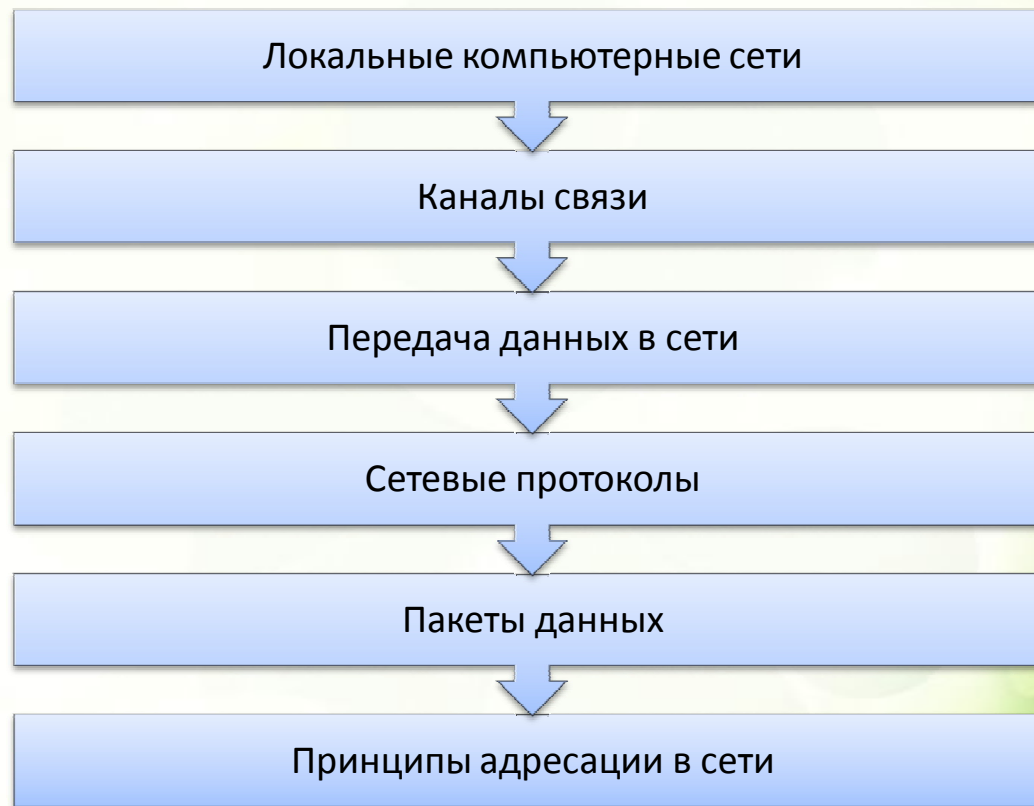 Локальные компьютерные сети
Каналы связи
Передача данных в сети
Сетевые протоколы
Пакеты данных
Принципы адресации в сети